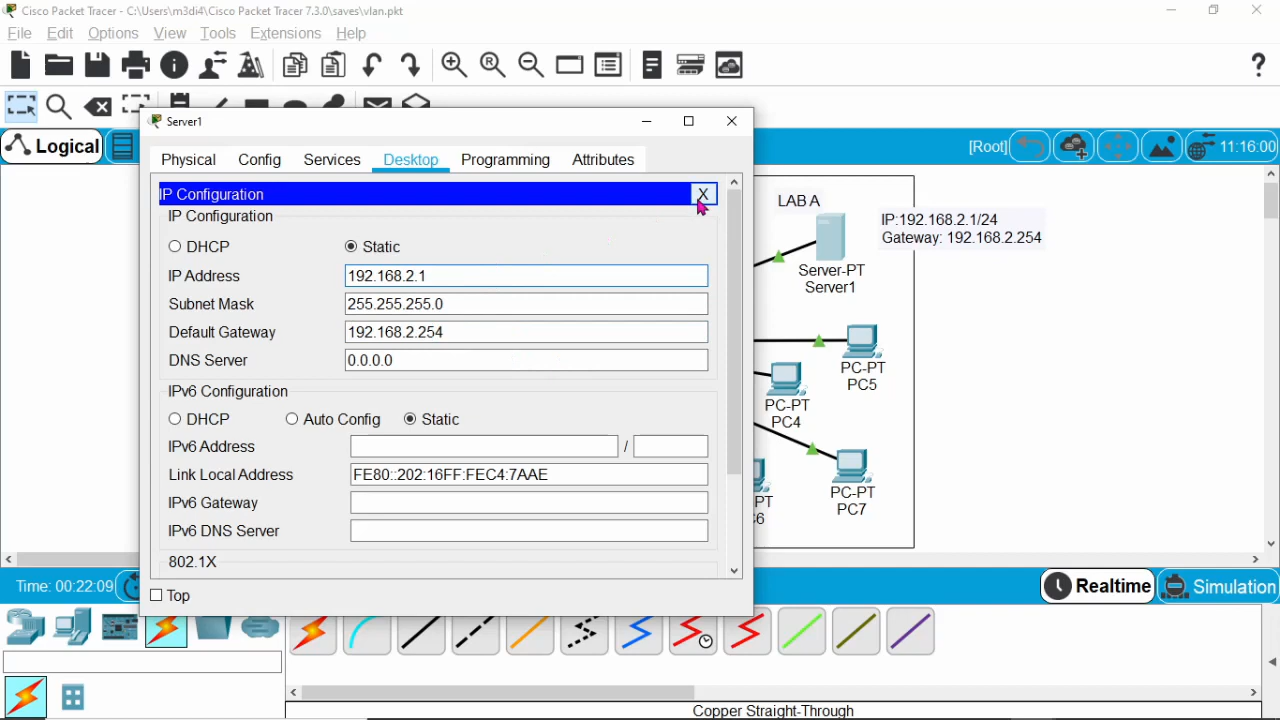 Cisco Packet Tracer - C:\Users\m3di4\Cisco Packet Tracer 7.3.0\saves\vlan.pkt
File Edit Options View Tools Extensions Window Help
Logical
[Root] 11:16:00
Server1
Physical Config Services Desktop Programming Attributes
IP Configuration X
IP Configuration
DHCP Static
IP Address 192.168.2.1
Subnet Mask 255.255.255.0
Default Gateway 192.168.2.254
DNS Server 0.0.0.0
IPv6 Configuration
DHCP Auto Config Static
IPv6 Address /
Link Local Address FE80::202:16FF:FEC4:7AAE
IPv6 Gateway
IPv6 DNS Server
802.1X
Top
LAB A
IP:192.168.2.1/24
Gateway: 192.168.2.254
Server-PT
Server1
PC-PT
PC5
PC-PT
PC4
PC-PT
PC7
PT
6
Time: 00:22:09
Realtime Simulation
Copper Straight-Through